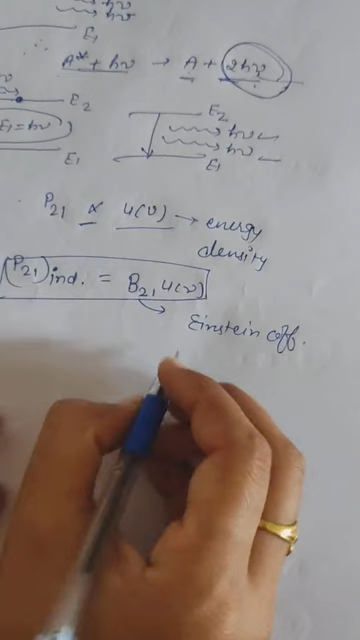 hν
E₁
∴ A* + hν → A + 2hν
E₂
E₁ = hν)
E₁
E₂
hν
hν
E₁
P₂₁ ∝ u(ν) → energy
density
(P₂₁)ind. = B₂₁ u(ν)
Einstein coff.